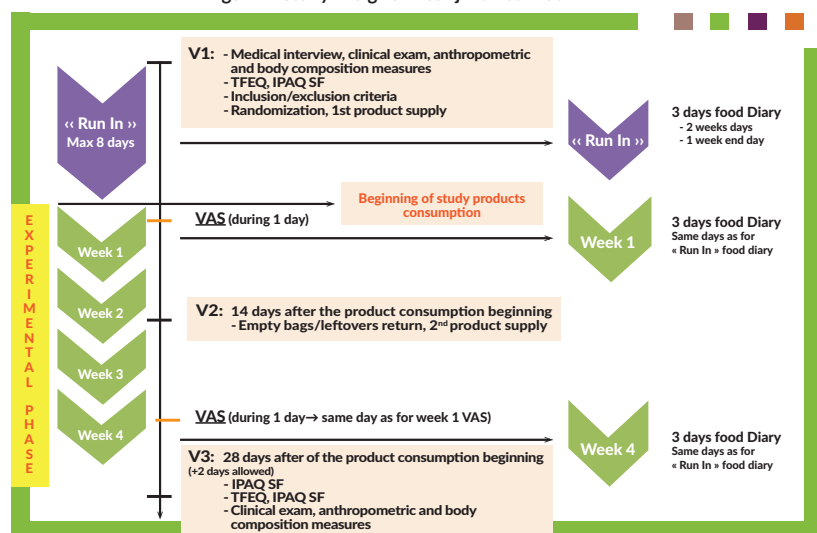 V1: - Medical interview, clinical exam, anthropometric
and body composition measures
- TFEQ, IPAQ SF
- Inclusion/exclusion criteria
- Randomization, 1st product supply
‹‹ Run In ››
Max 8 days
‹‹ Run In ››
3 days food Diary
- 2 weeks days
- 1 week end day
Beginning of study products
consumption
VAS (during 1 day)
EXPERIMENTAL PHASE
Week 1
Week 1
3 days food Diary
Same days as for
« Run In » food diary
Week 2
V2: 14 days after the product consumption beginning
- Empty bags/leftovers return, 2nd product supply
Week 3
Week 4
VAS (during 1 day→ same day as for week 1 VAS)
Week 4
3 days food Diary
Same days as for
« Run In » food diary
V3: 28 days after of the product consumption beginning
(+2 days allowed)
- IPAQ SF
- TFEQ, IPAQ SF
- Clinical exam, anthropometric and body
composition measures